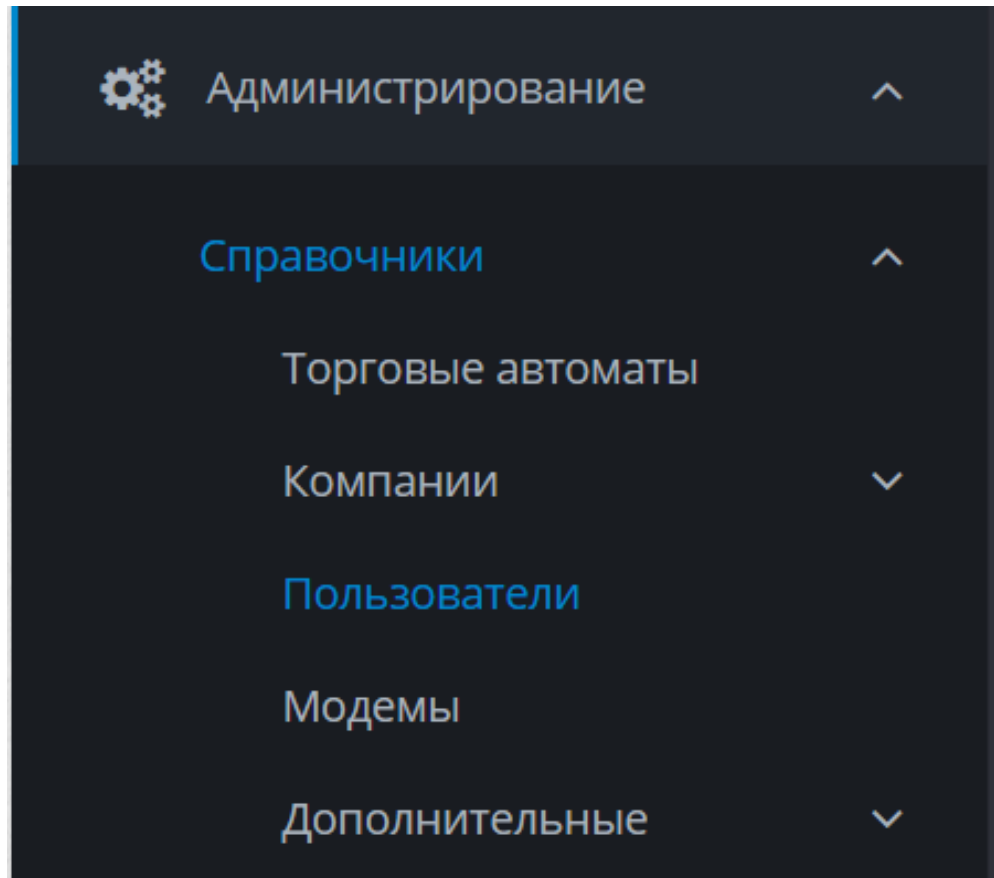 Администрирование
Справочники
Торговые автоматы
Компании
Пользователи
Модемы
Дополнительные